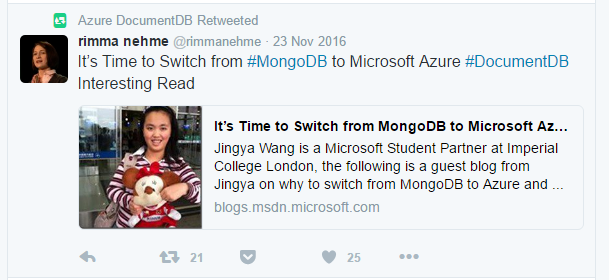 Azure DocumentDB Retweeted
rimma nehme @rimmanehme · 23 Nov 2016
It's Time to Switch from #MongoDB to Microsoft Azure #DocumentDB
Interesting Read
It's Time to Switch from MongoDB to Microsoft Az...
Jingya Wang is a Microsoft Student Partner at Imperial
College London, the following is a guest blog from
Jingya on why to switch from MongoDB to Azure and ...
blogs.msdn.microsoft.com
21
25